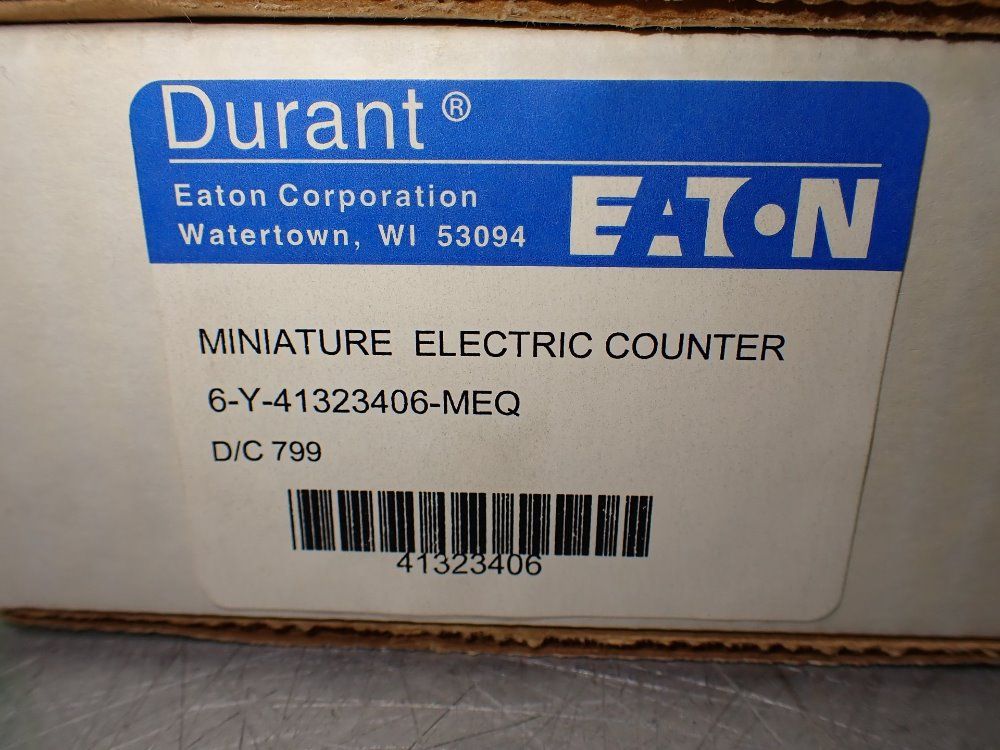 Durant®
Eaton Corporation
Watertown, WI 53094
EATON
MINIATURE ELECTRIC COUNTER
6-Y-41323406-MEQ
D/C 799
41323406